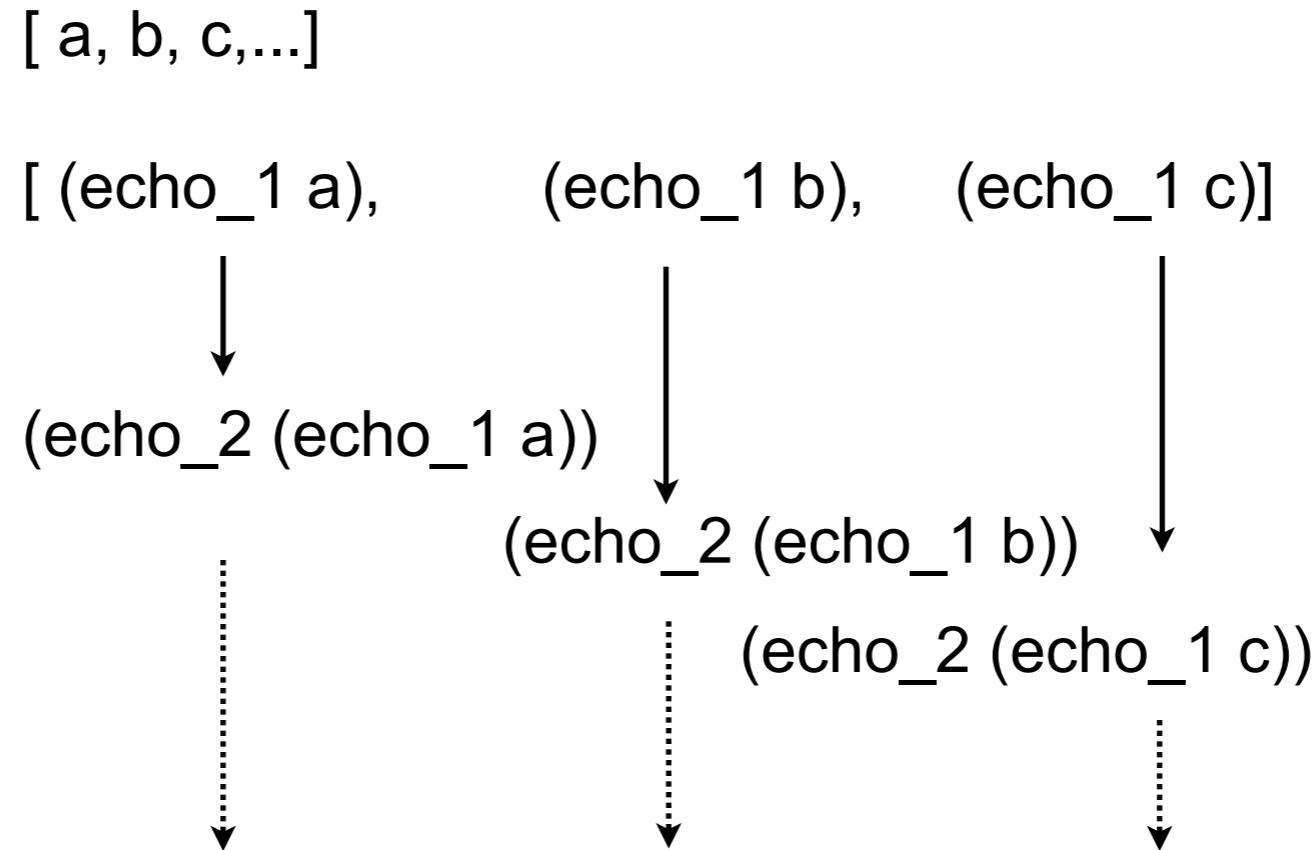 [ a, b, c,...]
[ (echo_1 a), (echo_1 b), (echo_1 c)]
(echo_2 (echo_1 a))
(echo_2 (echo_1 b))
(echo_2 (echo_1 c))